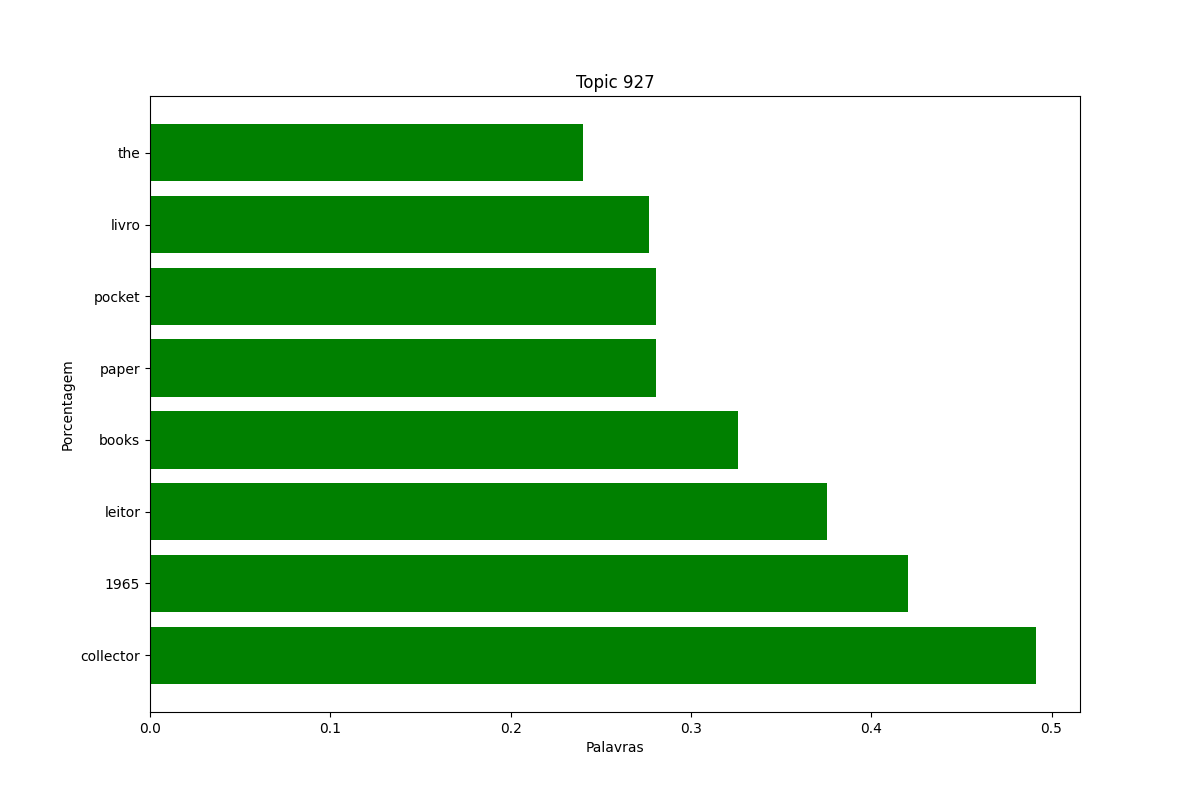 Topic 927
the
livro
pocket
paper
books
leitor
1965
collector
Porcentagem
0.0 0.1 0.2 0.3 0.4 0.5
Palavras